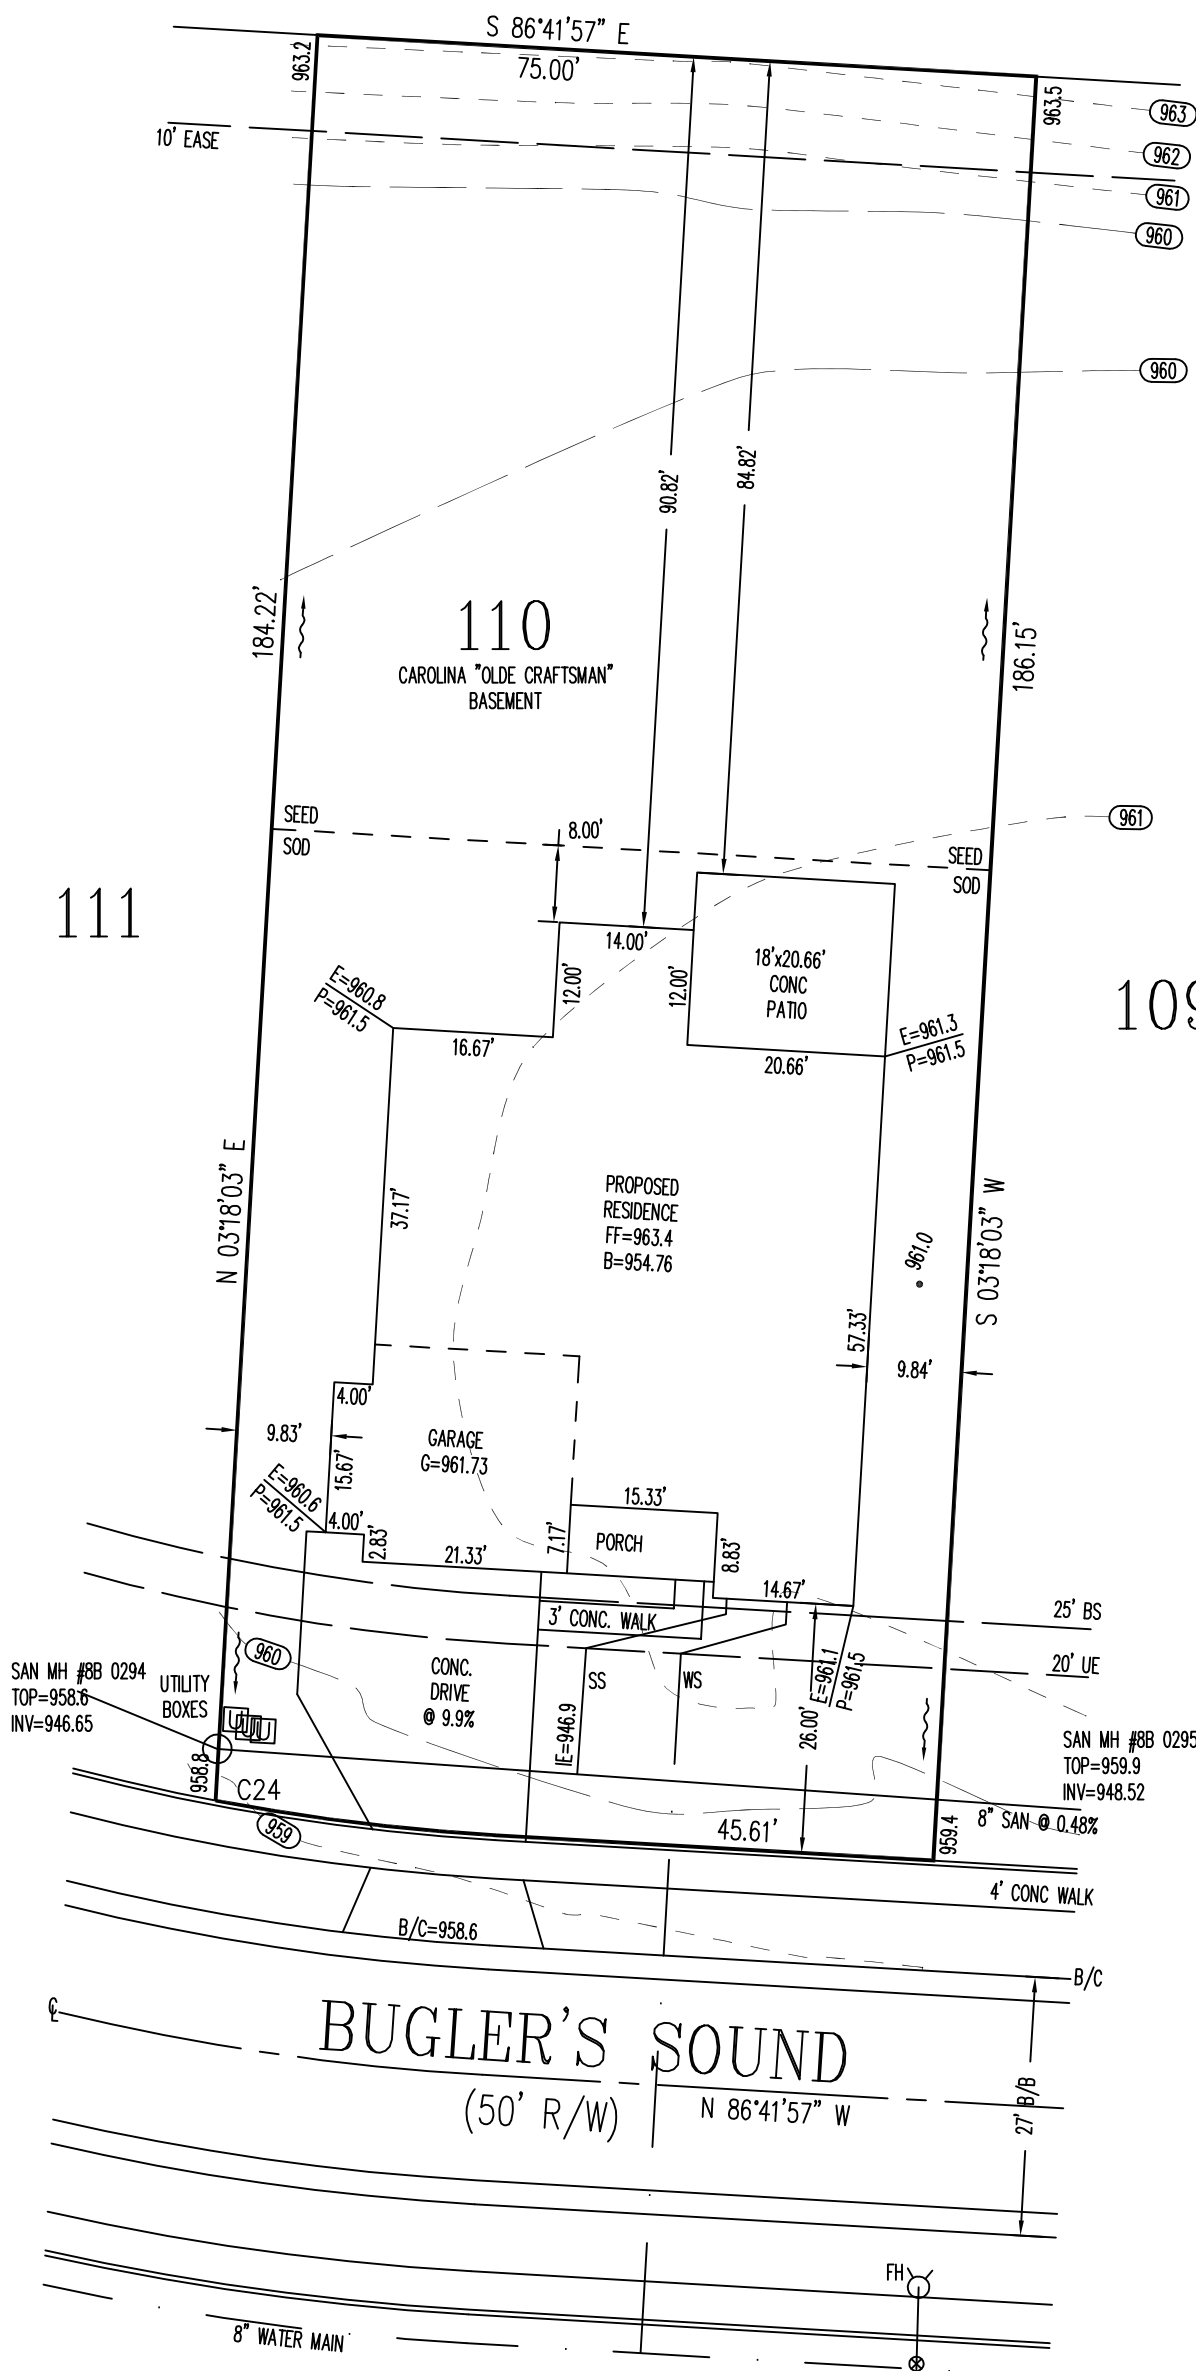 S 86°41'57" E
75.00'
963.2
963.5
963
10' EASE
962
961
960
960
90.82'
84.82'
184.22'
110
CAROLINA "OLDE CRAFTSMAN"
BASEMENT
186.15'
SEED
SOD
8.00'
961
SEED
SOD
111
14.00'
12.00'
12.00'
18'x20.66'
CONC
PATIO
109
E=960.8
P=961.5
E=961.3
P=961.5
16.67'
20.66'
N 03°18'03" E
37.17'
PROPOSED
RESIDENCE
FF=963.4
B=954.76
961.0
S 03°18'03" W
57.33'
9.84'
4.00'
9.83'
GARAGE
G=961.73
15.67'
E=960.6
P=961.5
4.00'
2.83'
21.33'
7.17'
15.33'
PORCH
8.83'
14.67'
25' BS
3' CONC. WALK
20' UE
960
SAN MH #8B 0294
TOP=958.6
INV=946.65
UTILITY
BOXES
CONC.
DRIVE
@ 9.9%
SS
WS
IE=946.9
E=961.1
P=961.5
26.00'
U
U
U
SAN MH #8B 0295
TOP=959.9
INV=948.52
958.8
C24
959
45.61'
959.4
8" SAN @ 0.48%
4' CONC WALK
B/C=958.6
B/C
BUGLER'S SOUND
(50' R/W)
N 86°41'57" W
27' B/B
FH
8" WATER MAIN